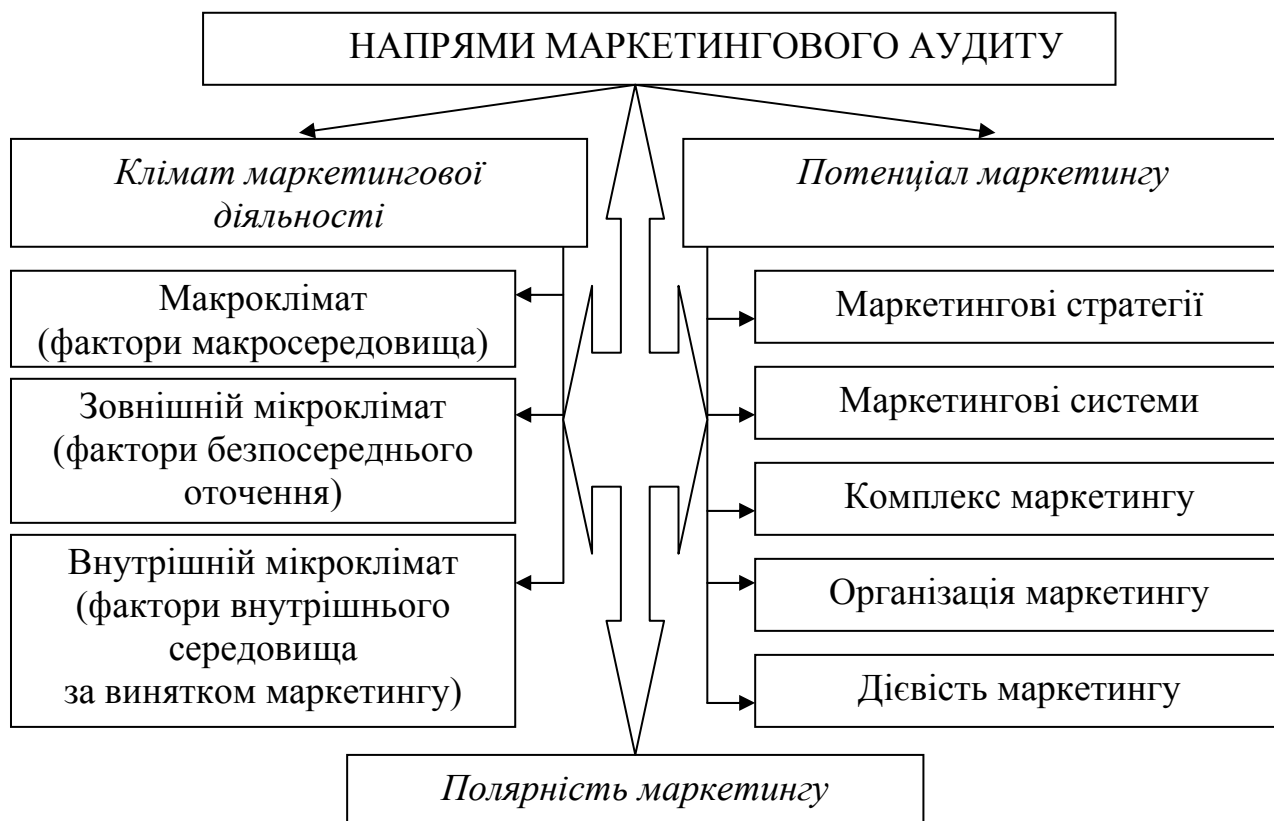 НАПРЯМИ МАРКЕТИНГОВОГО АУДИТУ
Клімат маркетингової
діяльності
Макроклімат
(фактори макросередовища)
Зовнішній мікроклімат
(фактори безпосереднього
оточення)
Внутрішній мікроклімат
(фактори внутрішнього
середовища
за винятком маркетингу)
Потенціал маркетингу
Маркетингові стратегії
Маркетингові системи
Комплекс маркетингу
Організація маркетингу
Дієвість маркетингу
Полярність маркетингу